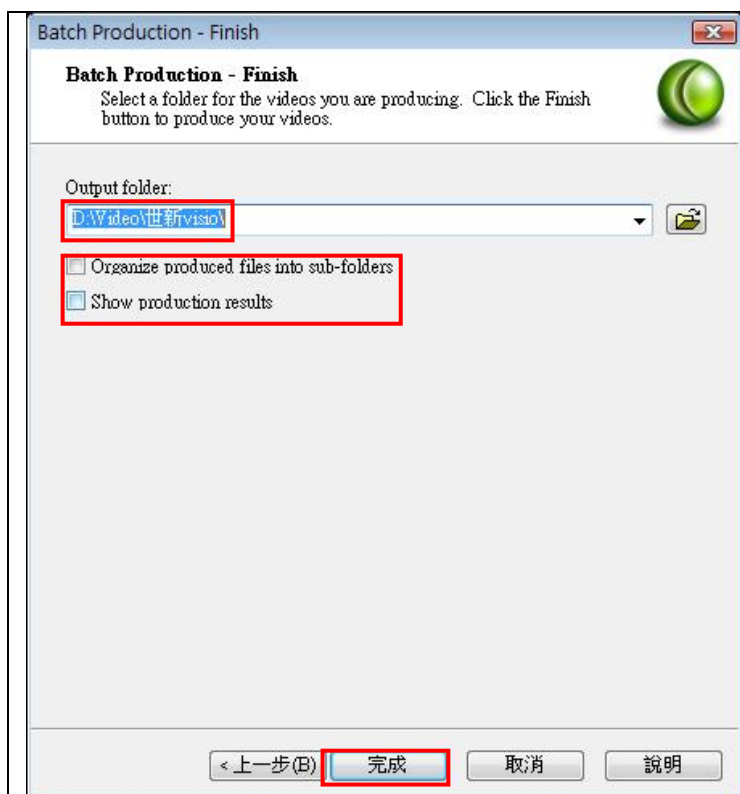 Batch Production - Finish
Batch Production - Finish
Select a folder for the videos you are producing. Click the Finish
button to produce your videos.
Output folder:
D:\Video\世新visio\
Organize produced files into sub-folders
Show production results
<上一步(B)
完成
取消
說明